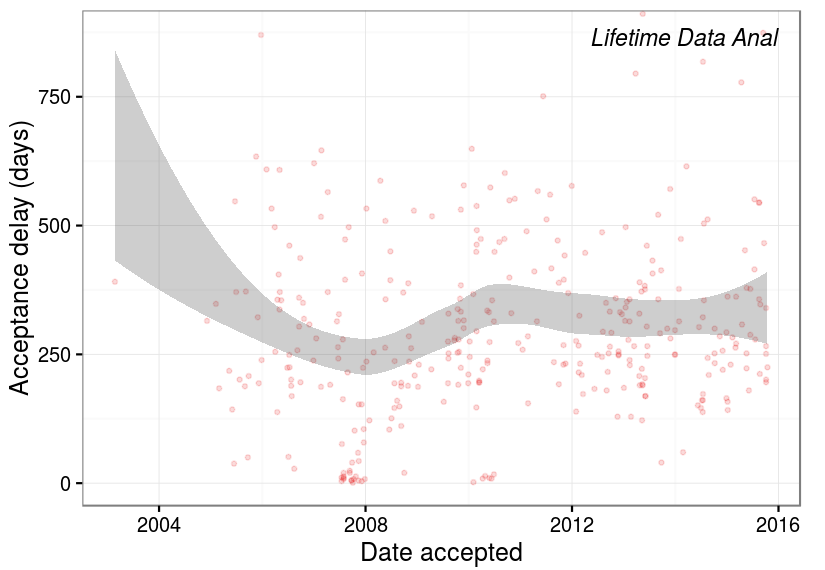 Lifetime Data Anal
Acceptance delay (days)
750
500
250
0
2004 2008 2012 2016
Date accepted